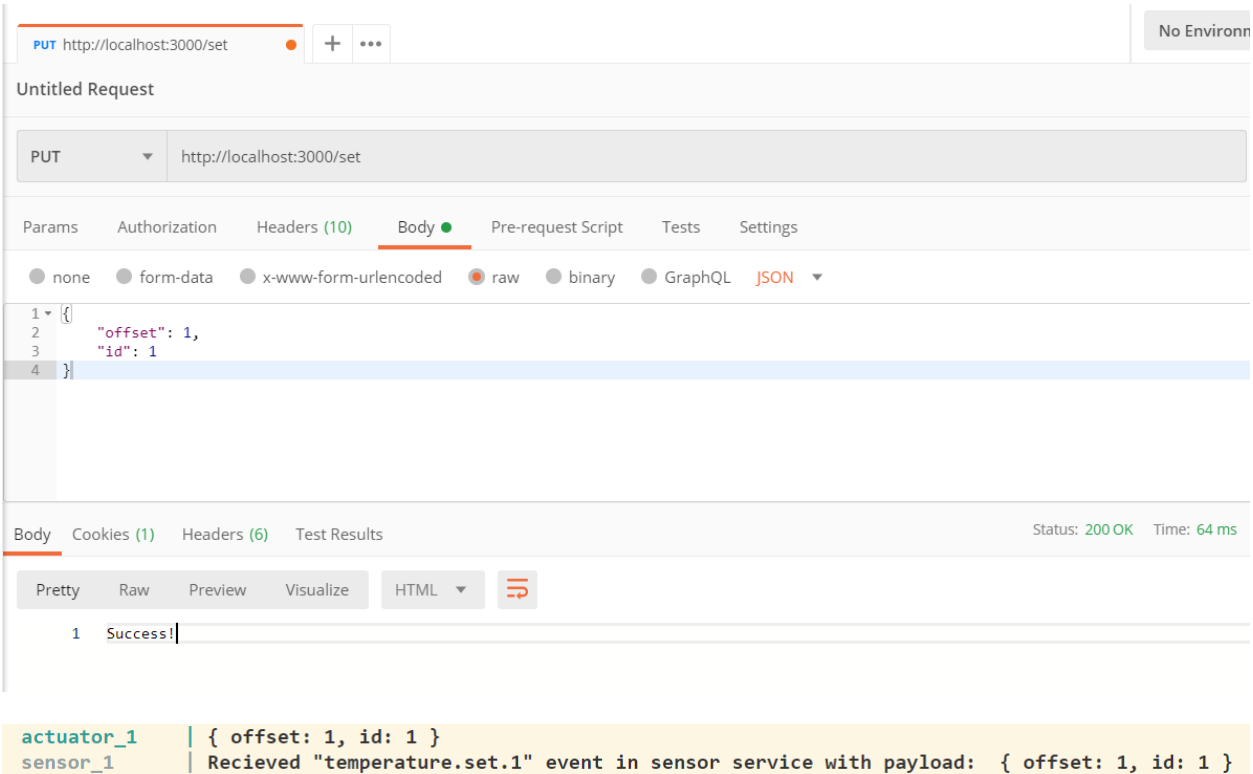 PUT http://localhost:3000/set
No Environm
Untitled Request
PUT http://localhost:3000/set
Params Authorization Headers (10) Body Pre-request Script Tests Settings
none form-data x-www-form-urlencoded raw binary GraphQL JSON
1 {
2 "offset": 1,
3 "id": 1
4 }
Body Cookies (1) Headers (6) Test Results Status: 200 OK Time: 64 ms
Pretty Raw Preview Visualize HTML
1 Success!
actuator_1 | { offset: 1, id: 1 }
sensor_1 | Recieved "temperature.set.1" event in sensor service with payload: { offset: 1, id: 1 }